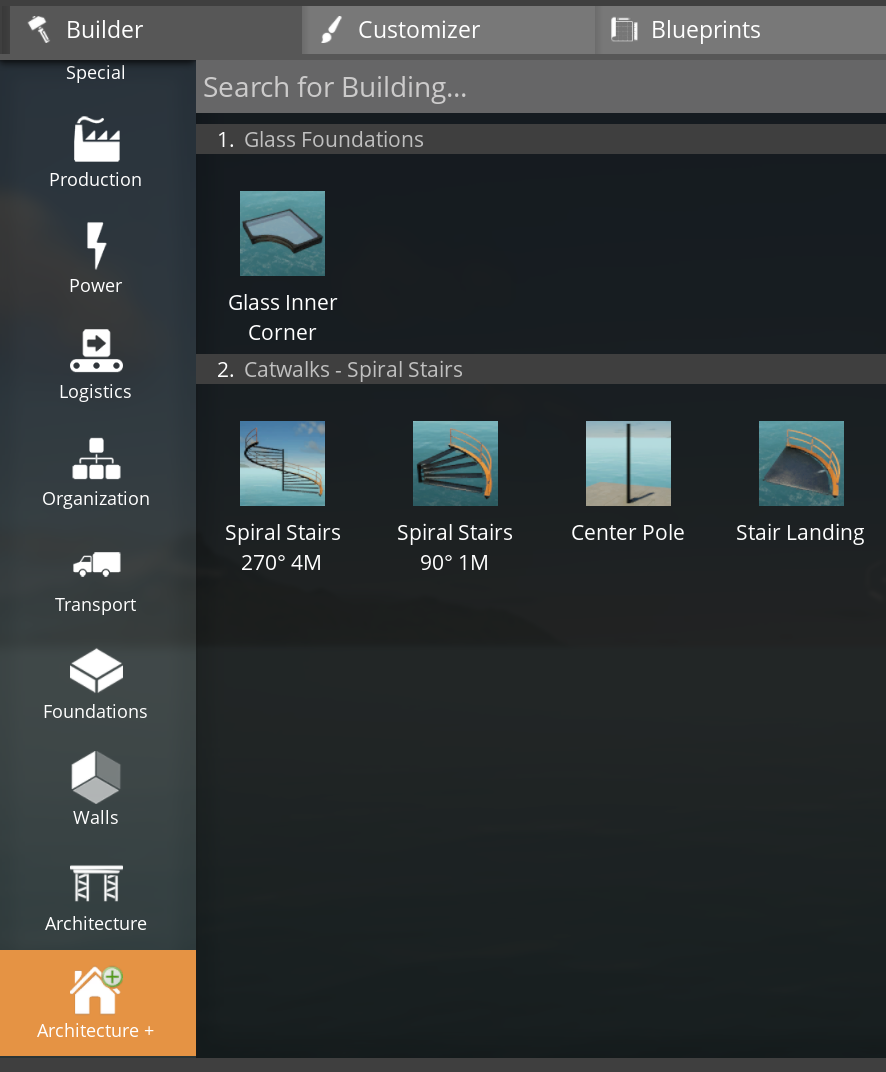 Builder
Customizer
Blueprints
Special
Production
Power
Logistics
Organization
Transport
Foundations
Walls
Architecture
Architecture +
Search for Building...
1. Glass Foundations
Glass Inner
Corner
2. Catwalks - Spiral Stairs
Spiral Stairs
270° 4M
Spiral Stairs
90° 1M
Center Pole
Stair Landing